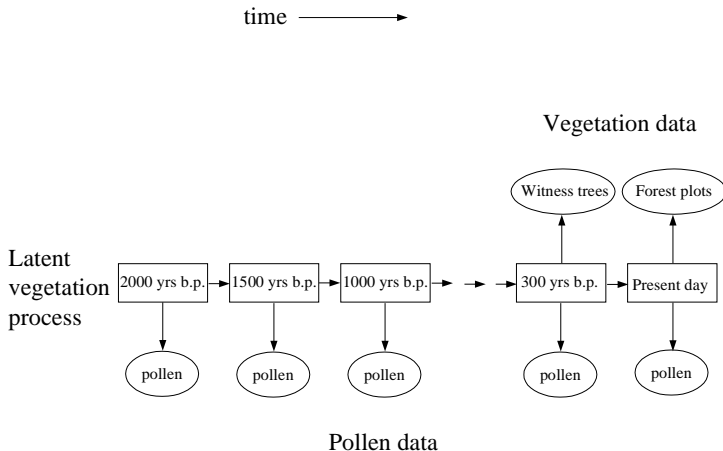 time
Vegetation data
Witness trees
Forest plots
Latent
vegetation
process
2000 yrs b.p.
1500 yrs b.p.
1000 yrs b.p.
300 yrs b.p.
Present day
pollen
pollen
pollen
pollen
pollen
Pollen data